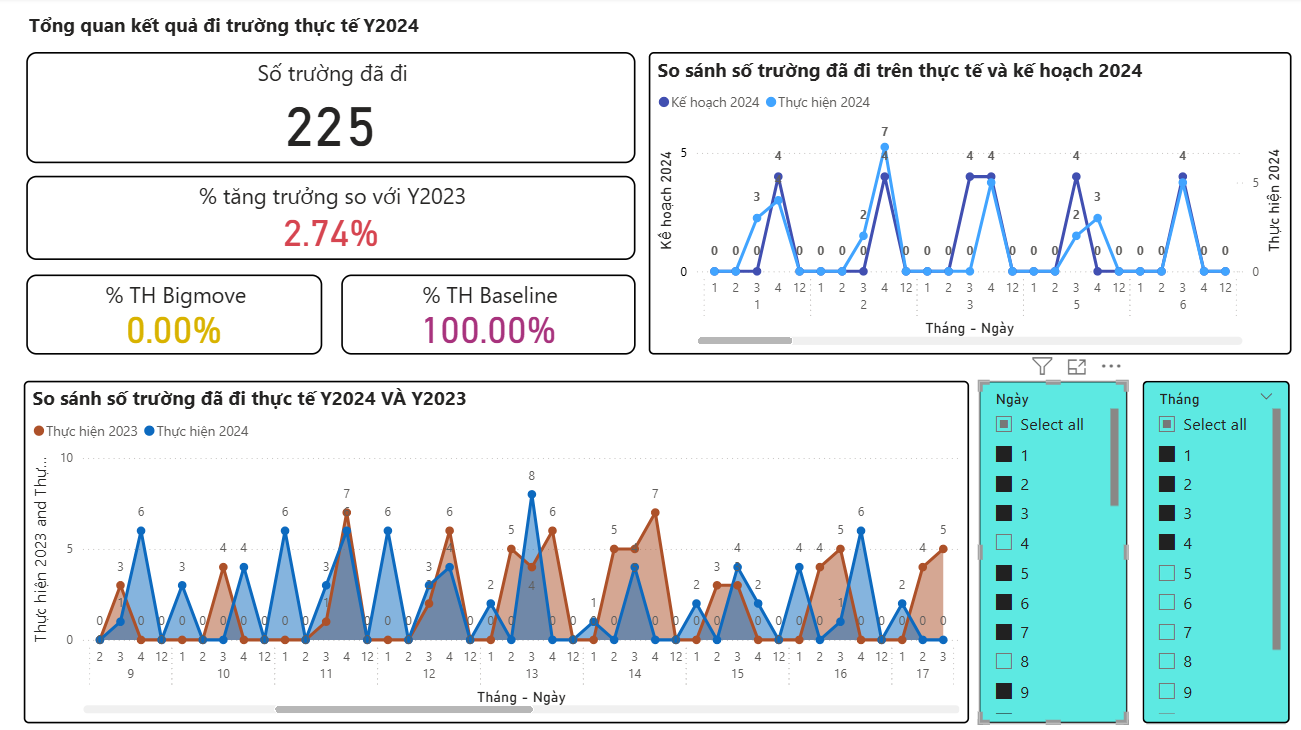 Tổng quan kết quả đi trường thực tế Y2024
Số trường đã đi
225
% tăng trưởng so với Y2023
2.74%
% TH Bigmove
0.00%
% TH Baseline
100.00%
So sánh số trường đã đi trên thực tế và kế hoạch 2024
Kế hoạch 2024 Thực hiện 2024
Kế hoạch 2024
Thực hiện 2024
5
0
5
0
0 0 3 0 4 0 0 0 2 0 7 4 0 0 0 4 0 4 0 0 0 4 2 3 0 0 0 0 4 0 0
1 2 3 4 12 1 2 3 4 12 1 2 3 4 12 1 2 3 4 12 1 2 3 4 12
1 2 3 5 6
Tháng - Ngày
So sánh số trường đã đi thực tế Y2024 VÀ Y2023
Thực hiện 2023 Thực hiện 2024
Thực hiện 2023 and Thự...
10
5
0
0 3 1 6 0 0 3 0 0 4 0 4 0 0 6 0 0 3 1 7 6 0 0 6 0 0 3 2 6 4 0 0 2 0 5 0 8 4 6 0 0 1 0 5 0 4 7 0 0 2 0 3 0 4 3 2 0 0 4 0 4 0 5 1 6 0 0 2 0 4 0 5 0
2 3 4 12 1 2 3 4 12 1 2 3 4 12 1 2 3 4 12 1 2 3 4 12 1 2 3 4 12 1 2 3 4 12 1 2 3 4 12 1 2 3
9 10 11 12 13 14 15 16 17
Tháng - Ngày
Ngày
Select all
1
2
3
4
5
6
7
8
9
Tháng
Select all
1
2
3
4
5
6
7
8
9